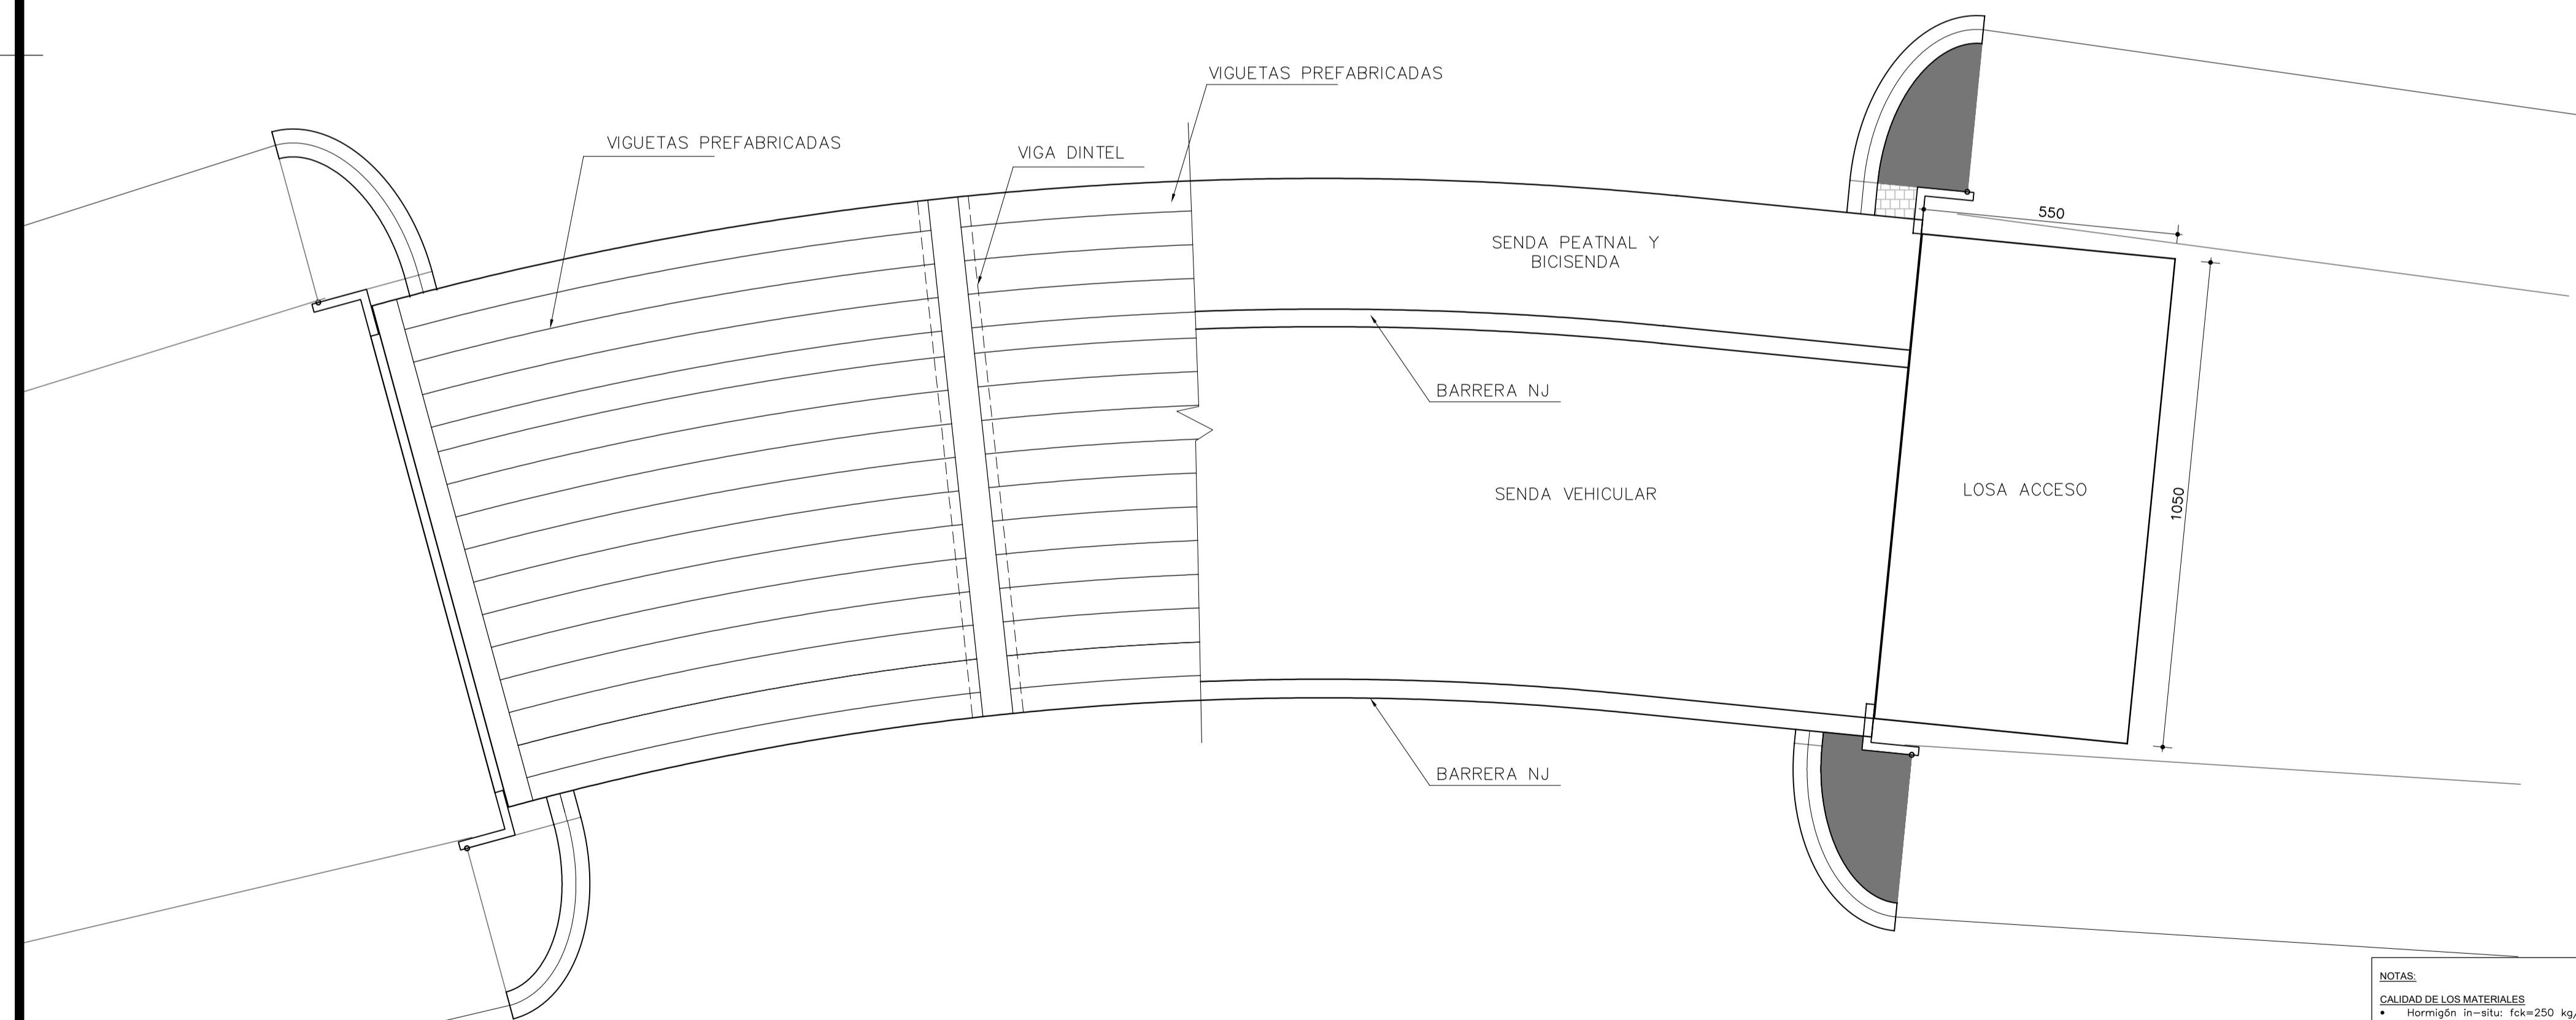 VIGUETAS PREFABRICADAS
VIGUETAS PREFABRICADAS
VIGA DINTEL
SENDA PEATNAL Y
BICISENDA
550
BARRERA NJ
SENDA VEHICULAR
LOSA ACCESO
1050
BARRERA NJ
NOTAS:
CALIDAD DE LOS MATERIALES
• Hormigón in-situ: fck=250 kg/